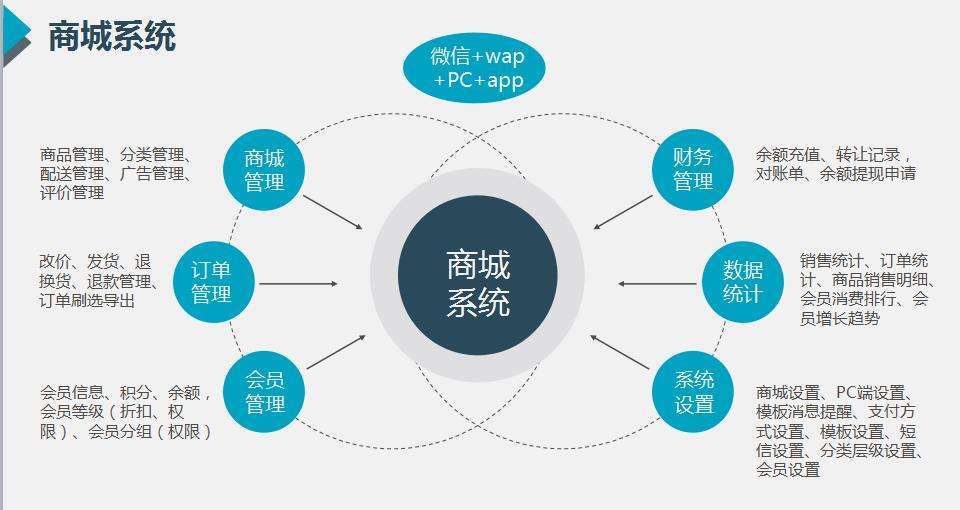 商城系统
微信+wap
+PC+app
商品管理、分类管理、
配送管理、广告管理、
评价管理
商城
管理
改价、发货、退
换货、退款管理、
订单刷选导出
订单
管理
会员信息、积分、余额，
会员等级（折扣、权
限）、会员分组（权限）
会员
管理
商城
系统
财务
管理
余额充值、转让记录，
对账单、余额提现申请
数据
统计
销售统计、订单统
计、商品销售明细、
会员消费排行、会
员增长趋势
系统
设置
商城设置、PC端设置、
模板消息提醒、支付方
式设置、模板设置、短
信设置、分类层级设置、
会员设置